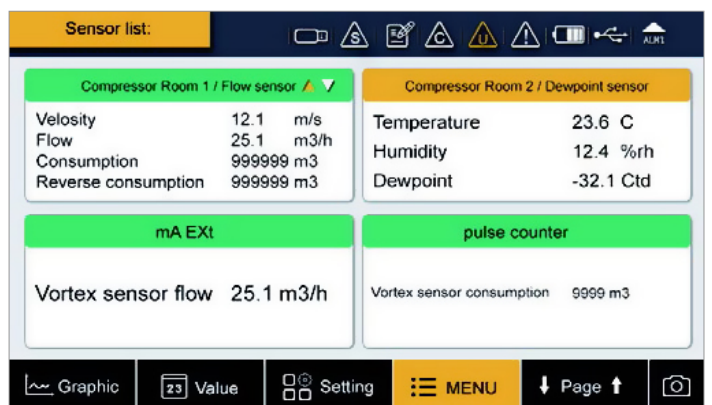 Sensor list:
S C U ! ALM1
Compressor Room 1 / Flow sensor
Velosity 12.1 m/s
Flow 25.1 m3/h
Consumption 999999 m3
Reverse consumption 999999 m3
Compressor Room 2 / Dewpoint sensor
Temperature 23.6 C
Humidity 12.4 %rh
Dewpoint -32.1 Ctd
mA EXt
Vortex sensor flow 25.1 m3/h
pulse counter
Vortex sensor consumption 9999 m3
Graphic 23 Value Setting MENU Page